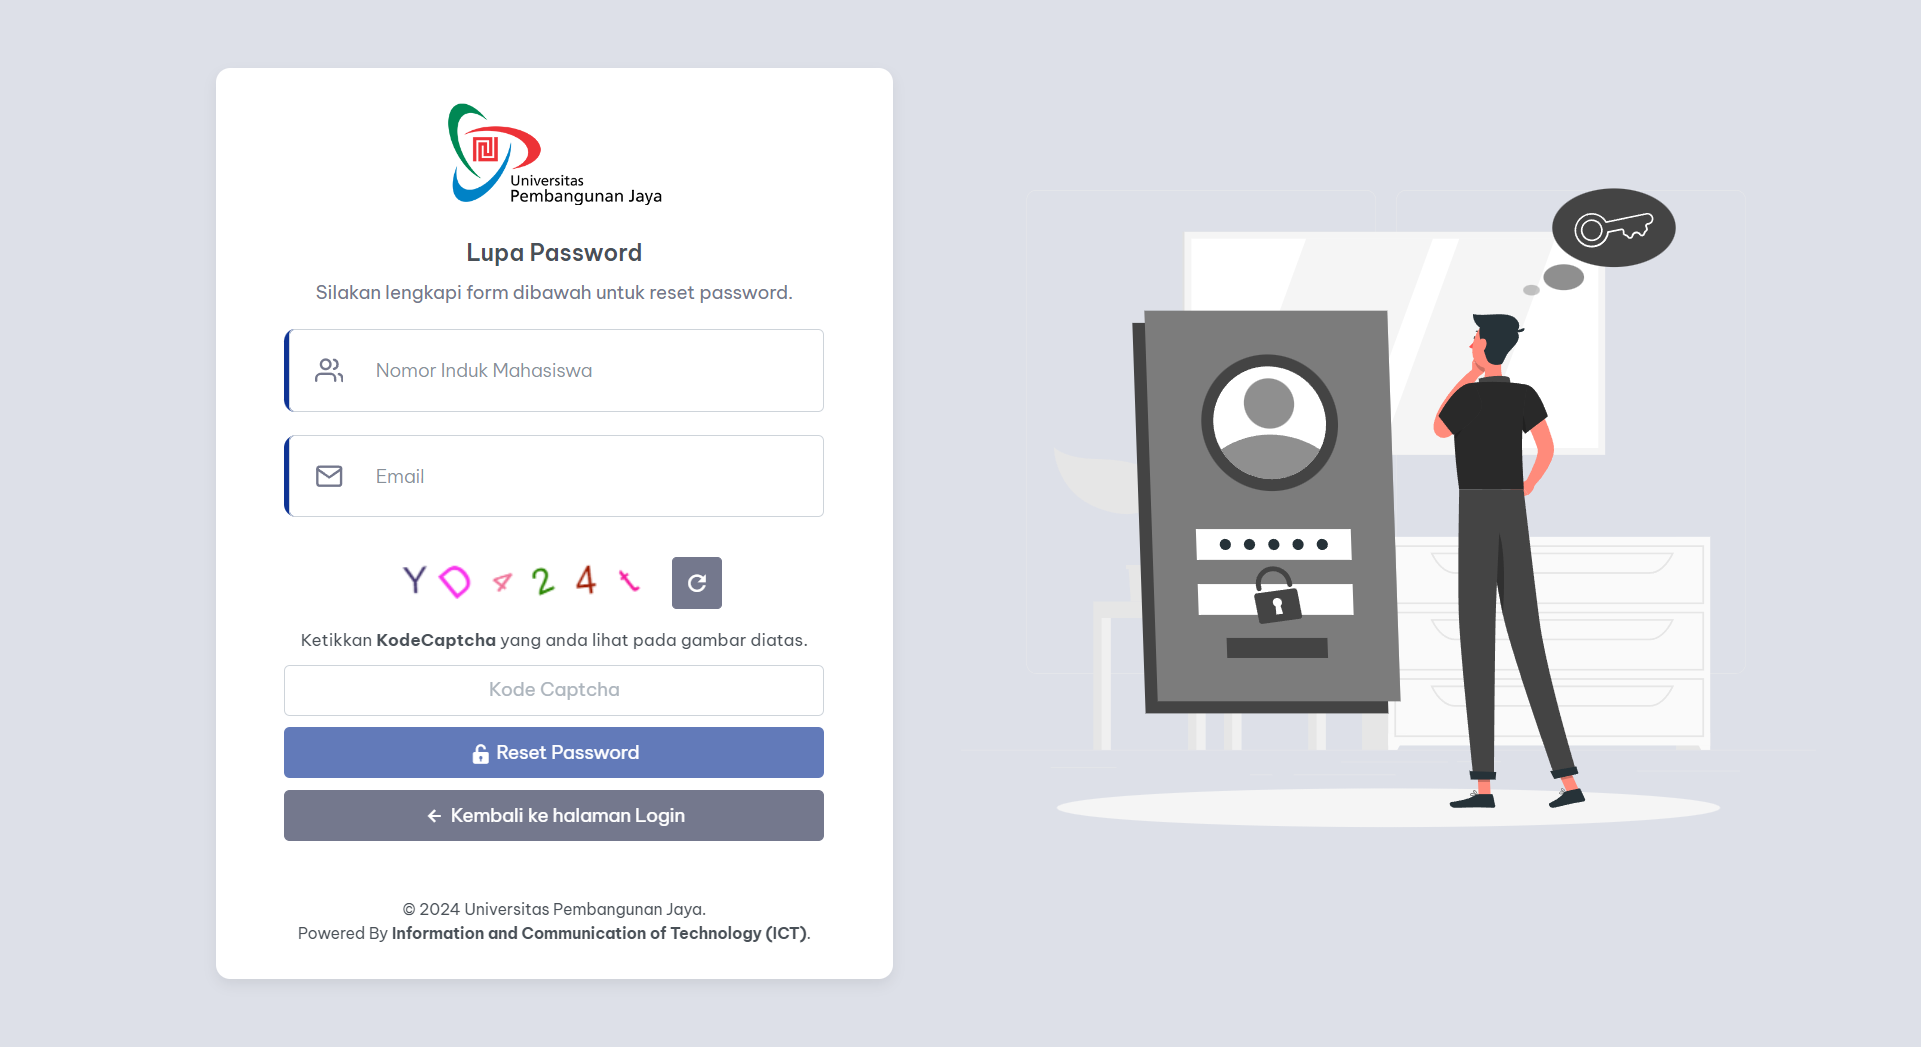 Universitas
Pembangunan Jaya
Lupa Password
Silakan lengkapi form dibawah untuk reset password.
Nomor Induk Mahasiswa
Email
YD424t
Ketikkan KodeCaptcha yang anda lihat pada gambar diatas.
Kode Captcha
Reset Password
Kembali ke halaman Login
© 2024 Universitas Pembangunan Jaya.
Powered By Information and Communication of Technology (ICT).